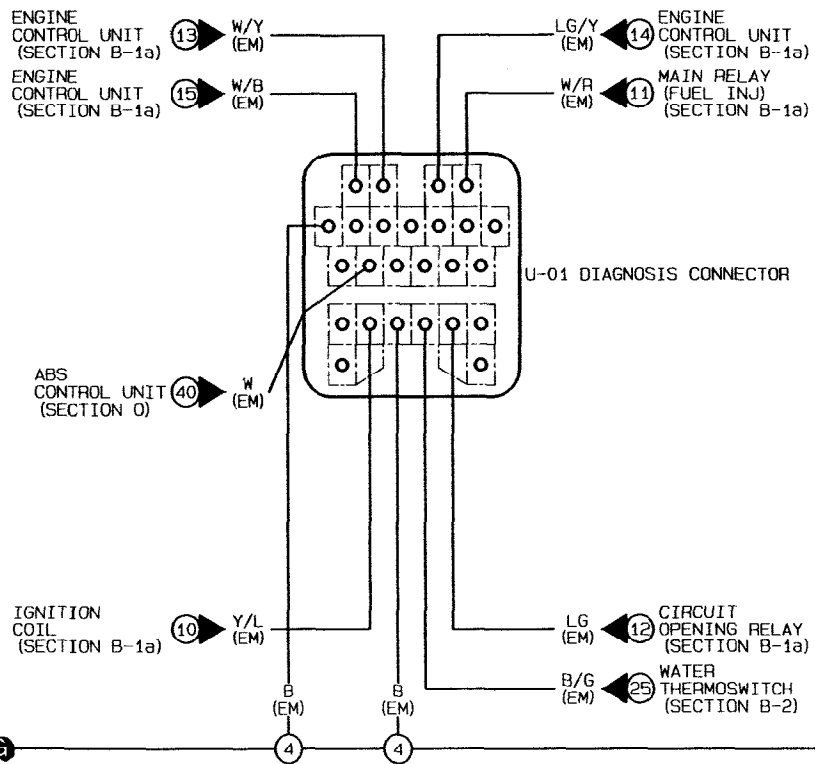 ENGINE
CONTROL UNIT
(SECTION B-1a)
13
W/Y
(EM)
LG/Y
(EM)
14
ENGINE
CONTROL UNIT
(SECTION B-1a)
ENGINE
CONTROL UNIT
(SECTION B-1a)
15
W/B
(EM)
W/R
(EM)
11
MAIN RELAY
(FUEL INJ)
(SECTION B-1a)
U-01 DIAGNOSIS CONNECTOR
ABS
CONTROL UNIT
(SECTION O)
40
W
(EM)
IGNITION
COIL
(SECTION B-1a)
10
Y/L
(EM)
LG
(EM)
12
CIRCUIT
OPENING RELAY
(SECTION B-1a)
B/G
(EM)
25
WATER
THERMOSWITCH
(SECTION B-2)
B
(EM)
B
(EM)
G
4
4